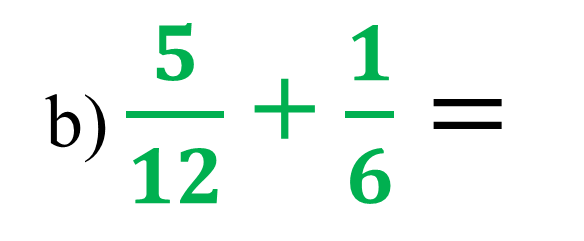 b) 5/12 + 1/6 =